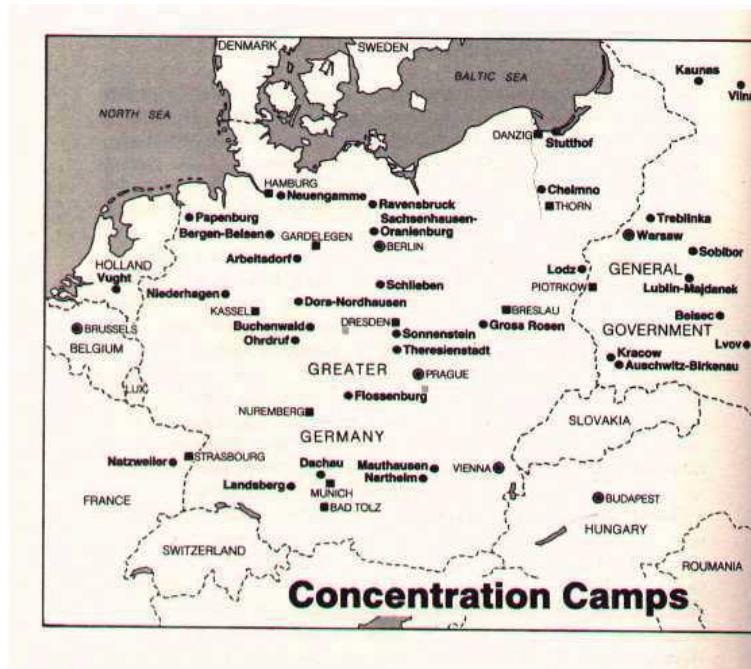 DENMARK
SWEDEN
BALTIC SEA
NORTH SEA
Kaunas
DANZIG
Stutthof
HAMBURG
Neuengamme
Chelmno
THORN
Papenburg
Ravensbruck
Sachsenhausen-
Oranienburg
Bergen-Belsen
GARDELEGEN
BERLIN
Treblinka
Warsaw
Arbeitsdorf
Sobibor
HOLLAND
Vught
Lodz
GENERAL
Schlieben
PIOTRKOW
Lublin-Majdanek
Niederhagen
Dora-Nordhausen
KASSEL
BRESLAU
Belsec
BRUSSELS
Buchenwald
DRESDEN
Gross Rosen
GOVERNMENT
Ohrdruf
Sonnenstein
Lvov
BELGIUM
Theresienstadt
Kracow
Auschwitz-Birkenau
GREATER
PRAGUE
LUX.
Flossenburg
NUREMBERG
SLOVAKIA
GERMANY
STRASBOURG
Natzweiler
Dachau
Mauthausen
VIENNA
Hartheim
Landsberg
MUNICH
FRANCE
BAD TOLZ
BUDAPEST
HUNGARY
SWITZERLAND
ROUMANIA
Concentration Camps